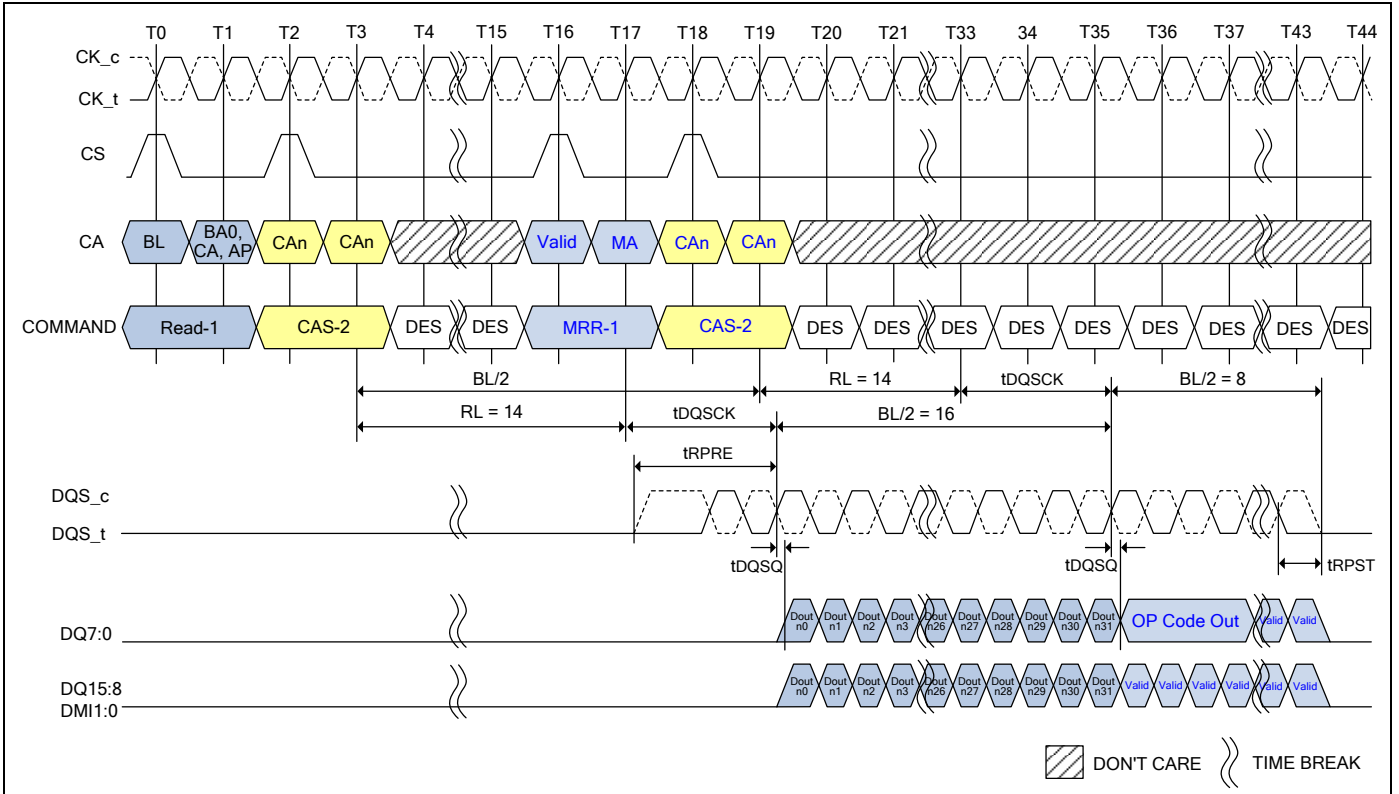 T0 T1 T2 T3 T4 T15 T16 T17 T18 T19 T20 T21 T33 34 T35 T36 T37 T43 T44
CK_c
CK_t
CS
CA BL BA0, CA, AP CAn CAn Valid MA CAn CAn
COMMAND Read-1 CAS-2 DES DES MRR-1 CAS-2 DES DES DES DES DES DES DES DES DES
BL/2 RL = 14 tDQSCK BL/2 = 8
RL = 14 tDQSCK BL/2 = 16
tRPRE
DQS_c
DQS_t
tDQSQ tDQSQ tRPST
DQ7:0 Dout n0 Dout n1 Dout n2 Dout n3 Dout n26 Dout n27 Dout n28 Dout n29 Dout n30 Dout n31 OP Code Out Valid Valid
DQ15:8 Dout n0 Dout n1 Dout n2 Dout n3 Dout n26 Dout n27 Dout n28 Dout n29 Dout n30 Dout n31 Valid Valid Valid Valid Valid Valid
DMI1:0
DON'T CARE TIME BREAK